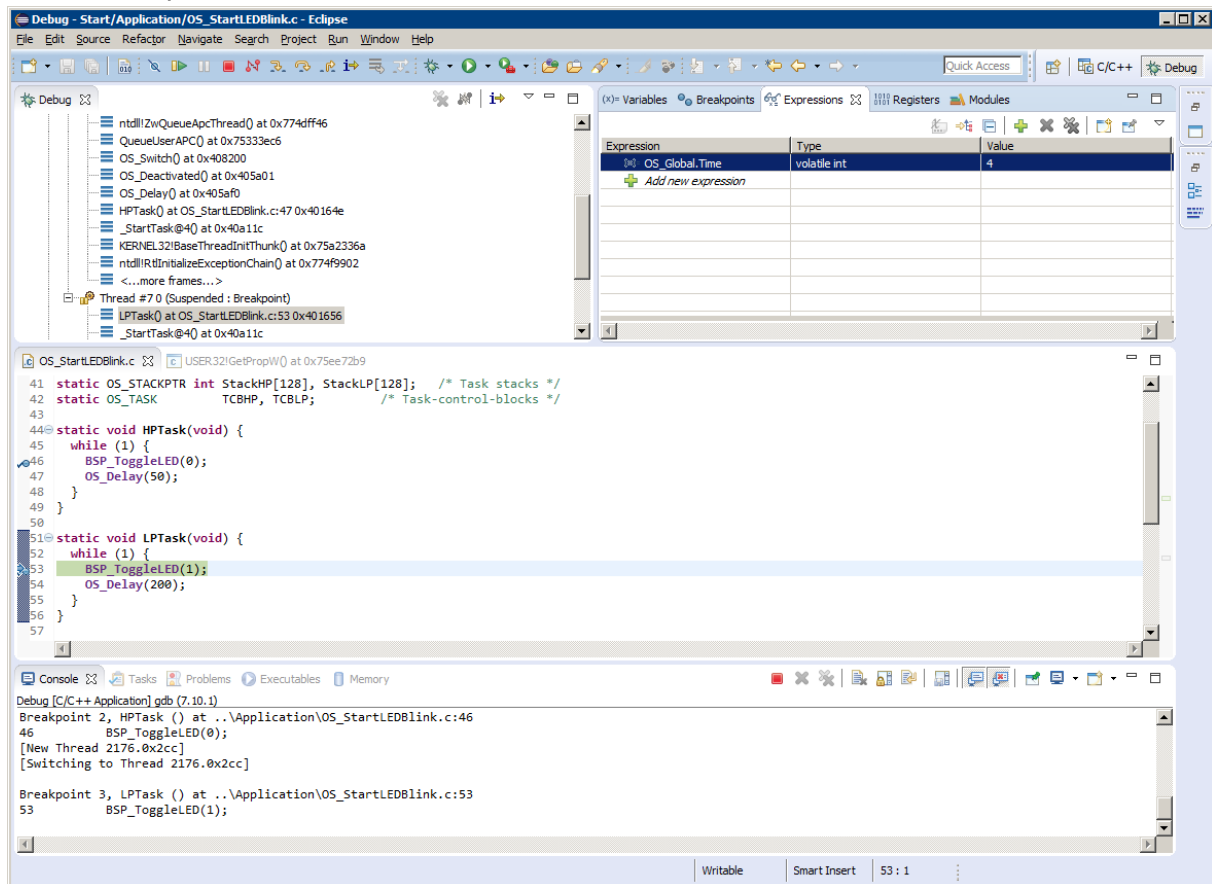 Debug - Start/Application/OS_StartLEDBlink.c - Eclipse
File Edit Source Refactor Navigate Search Project Run Window Help
Quick Access C/C++ Debug
Debug
ntdll!ZwQueueApcThread() at 0x774dff46
QueueUserAPC() at 0x75333ec6
OS_Switch() at 0x408200
OS_Deactivated() at 0x405a01
OS_Delay() at 0x405af0
HPTask() at OS_StartLEDBlink.c:47 0x40164e
_StartTask@4() at 0x40a11c
KERNEL32!BaseThreadInitThunk() at 0x75a2336a
ntdll!RtlInitializeExceptionChain() at 0x774f9902
<...more frames...>
Thread #7 0 (Suspended : Breakpoint)
LPTask() at OS_StartLEDBlink.c:53 0x401656
_StartTask@4() at 0x40a11c
(x)= Variables Breakpoints Expressions Registers Modules
Expression Type Value
OS_Global.Time volatile int 4
Add new expression
OS_StartLEDBlink.c USER32!GetPropW() at 0x75ee72b9
41 static OS_STACKPTR int StackHP[128], StackLP[128]; /* Task stacks */
42 static OS_TASK TCBHP, TCBLP; /* Task-control-blocks */
43
44 static void HPTask(void) {
45 while (1) {
46 BSP_ToggleLED(0);
47 OS_Delay(50);
48 }
49 }
50
51 static void LPTask(void) {
52 while (1) {
53 BSP_ToggleLED(1);
54 OS_Delay(200);
55 }
56 }
57
Console Tasks Problems Executables Memory
Debug [C/C++ Application] gdb (7.10.1)
Breakpoint 2, HPTask () at ..\Application\OS_StartLEDBlink.c:46
46 BSP_ToggleLED(0);
[New Thread 2176.0x2cc]
[Switching to Thread 2176.0x2cc]
Breakpoint 3, LPTask () at ..\Application\OS_StartLEDBlink.c:53
53 BSP_ToggleLED(1);
Writable Smart Insert 53 : 1